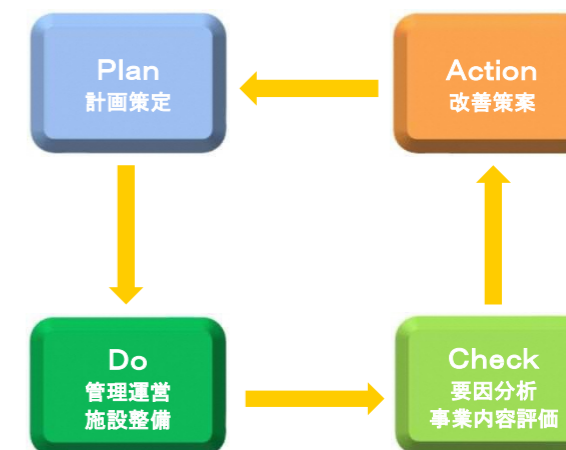 Plan
計画策定
Action
改善策案
Do
管理運営
施設整備
Check
要因分析
事業内容評価